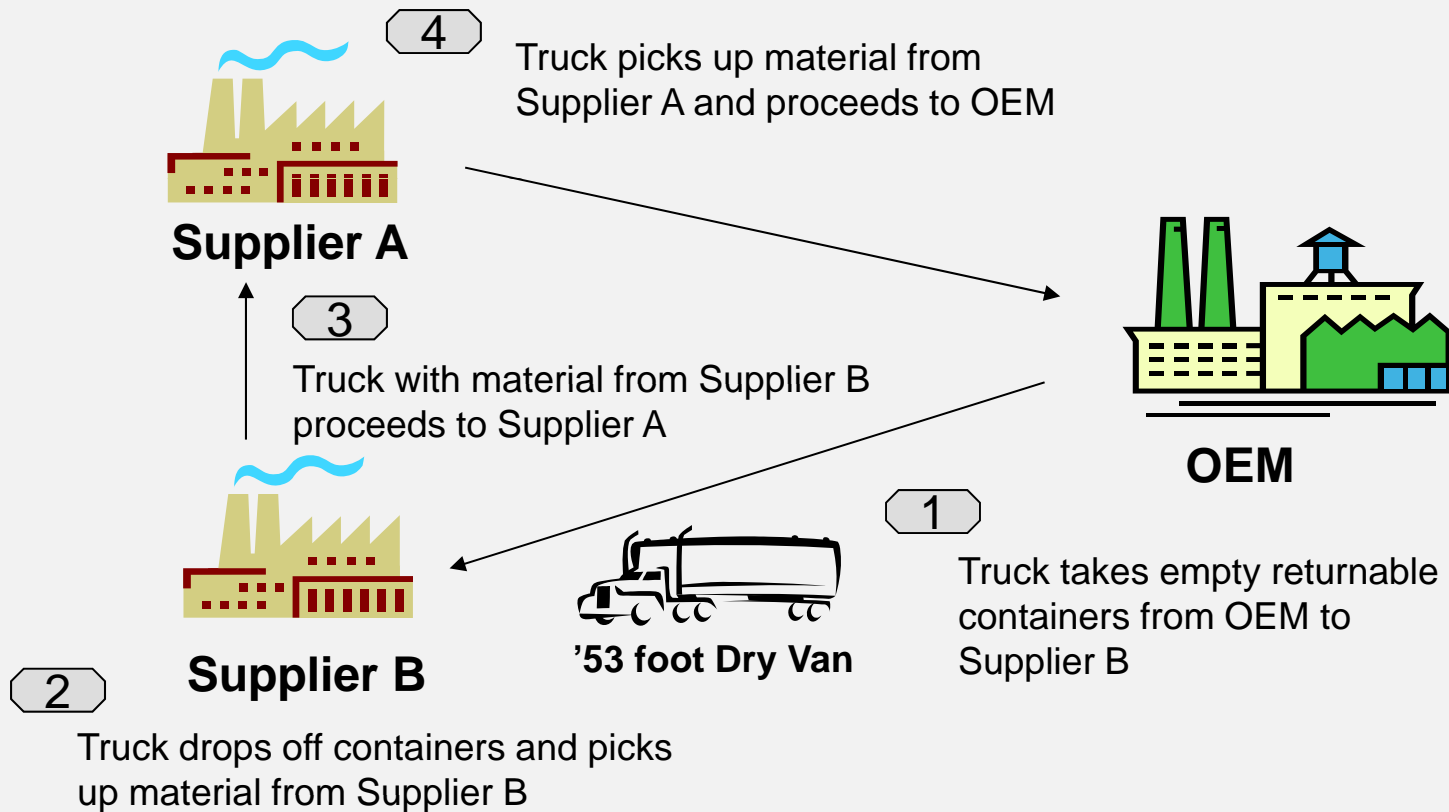 4
Truck picks up material from
Supplier A and proceeds to OEM
Supplier A
3
Truck with material from Supplier B
proceeds to Supplier A
OEM
1
Truck takes empty returnable
containers from OEM to
Supplier B
'53 foot Dry Van
Supplier B
2
Truck drops off containers and picks
up material from Supplier B